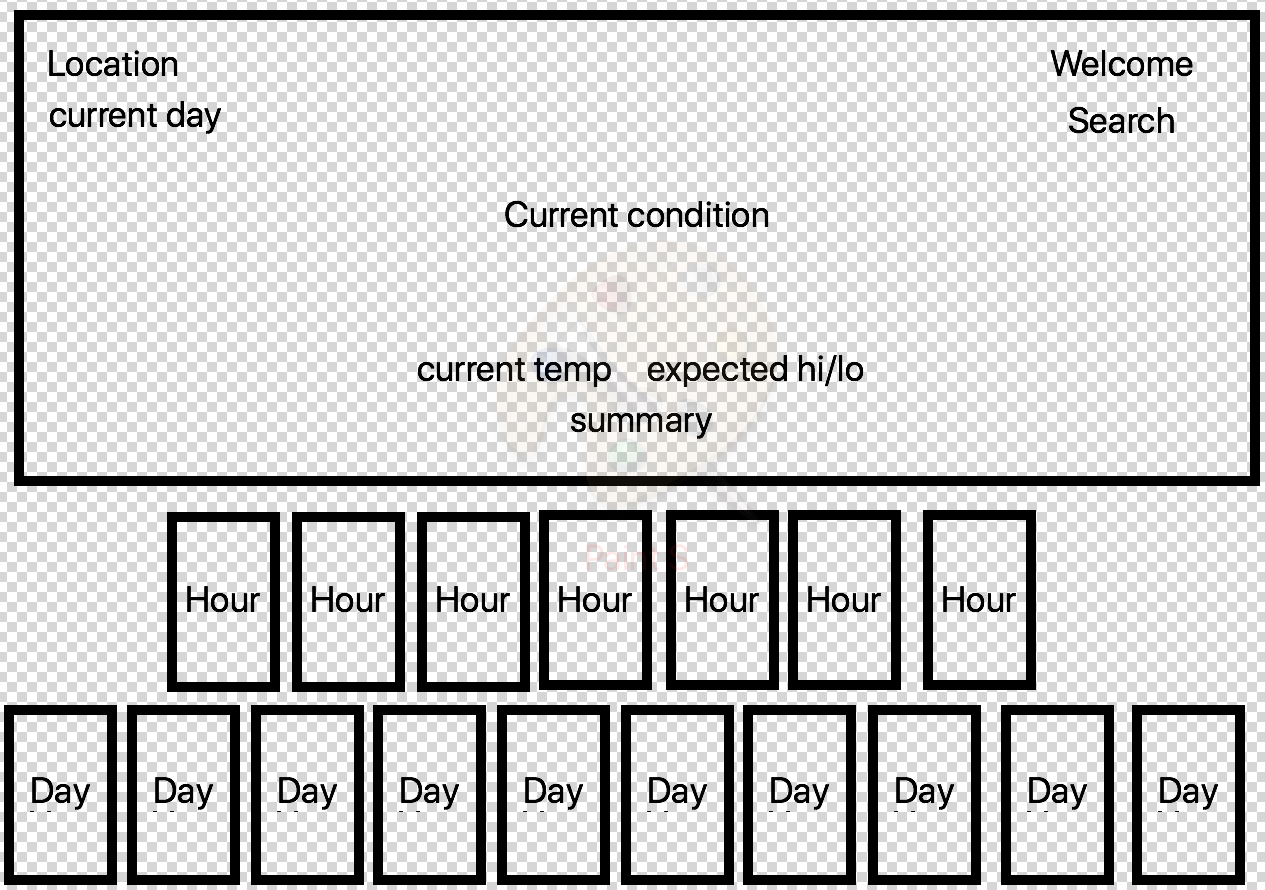 Location
Welcome
current day
Search
Current condition
current temp expected hi/lo
summary
Hour Hour Hour Hour Hour Hour Hour
Day Day Day Day Day Day Day Day Day Day